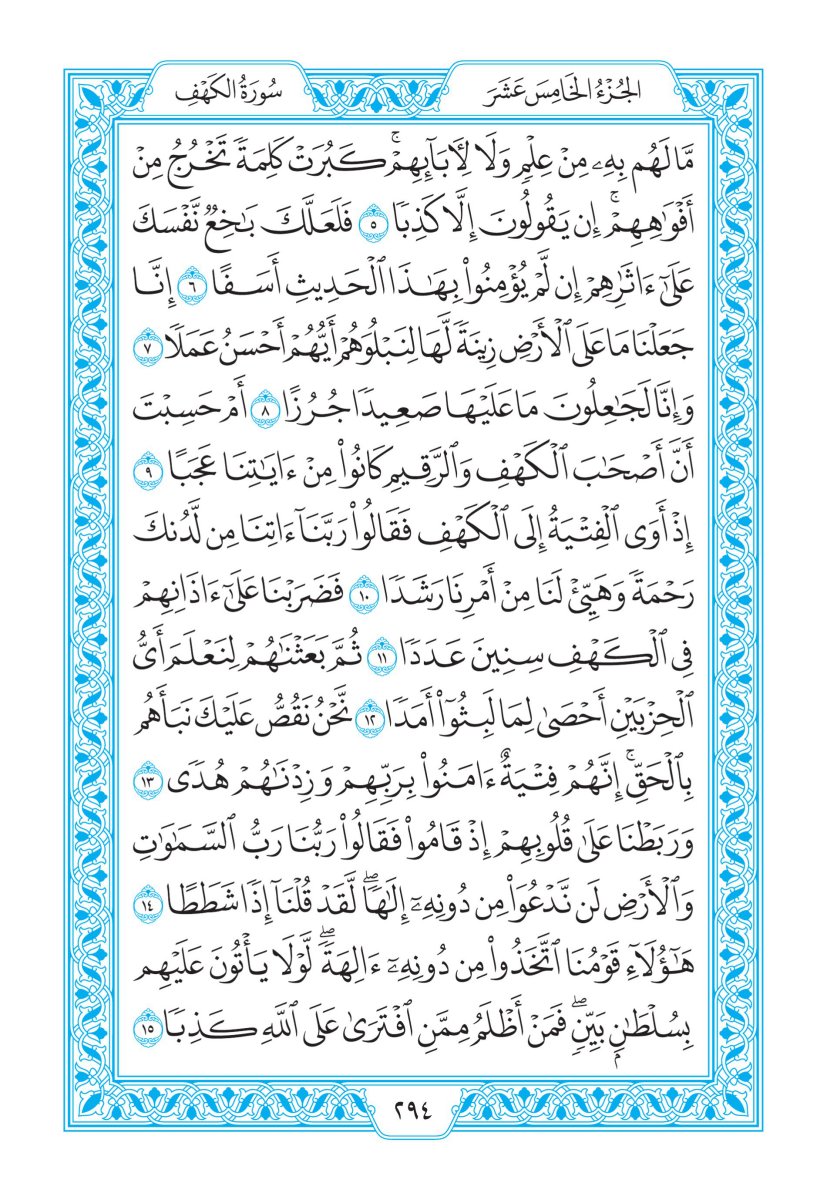 الجُزْءُ الخَامِسَ عَشَرَ
سُورَةُ الكَهْفِ
مَّا لَهُم بِهِۦ مِنْ عِلْمٍ وَلَا لِأٓبَآئِهِمْۚ كَبُرَتْ كَلِمَةً تَخْرُجُ مِنْ
أَفْوَٰهِهِمْۚ إِن يَقُولُونَ إِلَّا كَذِبًا ٥ فَلَعَلَّكَ بَٰخِعٌ نَّفْسَكَ
عَلَىٰٓ ءَاثَٰرِهِمْ إِن لَّمْ يُؤْمِنُوا۟ بِهَٰذَا ٱلْحَدِيثِ أَسَفًا ٦ إِنَّا
جَعَلْنَا مَا عَلَى ٱلْأَرْضِ زِينَةً لَّهَا لِنَبْلُوَهُمْ أَيُّهُمْ أَحْسَنُ عَمَلًا ٧
وَإِنَّا لَجَٰعِلُونَ مَا عَلَيْهَا صَعِيدًا جُرُزًا ٨ أَمْ حَسِبْتَ
أَنَّ أَصْحَٰبَ ٱلْكَهْفِ وَٱلرَّقِيمِ كَانُوا۟ مِنْ ءَايَٰتِنَا عَجَبًا ٩
إِذْ أَوَى ٱلْفِتْيَةُ إِلَى ٱلْكَهْفِ فَقَالُوا۟ رَبَّنَآ ءَاتِنَا مِن لَّدُنكَ
رَحْمَةً وَهَيِّئْ لَنَا مِنْ أَمْرِنَا رَشَدًا ١٠ فَضَرَبْنَا عَلَىٰٓ ءَاذَانِهِمْ
فِى ٱلْكَهْفِ سِنِينَ عَدَدًا ١١ ثُمَّ بَعَثْنَٰهُمْ لِنَعْلَمَ أَىُّ
ٱلْحِزْبَيْنِ أَحْصَىٰ لِمَا لَبِثُوٓا۟ أَمَدًا ١٢ نَّحْنُ نَقُصُّ عَلَيْكَ نَبَأَهُم
بِٱلْحَقِّۚ إِنَّهُمْ فِتْيَةٌ ءَامَنُوا۟ بِرَبِّهِمْ وَزِدْنَٰهُمْ هُدًى ١٣
وَرَبَطْنَا عَلَىٰ قُلُوبِهِمْ إِذْ قَامُوا۟ فَقَالُوا۟ رَبُّنَا رَبُّ ٱلسَّمَٰوَٰتِ
وَٱلْأَرْضِ لَن نَّدْعُوَا۟ مِن دُونِهِۦٓ إِلَٰهًاۖ لَّقَدْ قُلْنَآ إِذًا شَطَطًا ١٤
هَٰٓؤُلَآءِ قَوْمُنَا ٱتَّخَذُوا۟ مِن دُونِهِۦٓ ءَالِهَةًۖ لَّوْلَا يَأْتُونَ عَلَيْهِم
بِسُلْطَٰنٍۭ بَيِّنٍۖ فَمَنْ أَظْلَمُ مِمَّنِ ٱفْتَرَىٰ عَلَى ٱللَّهِ كَذِبًا ١٥
٢٩٤